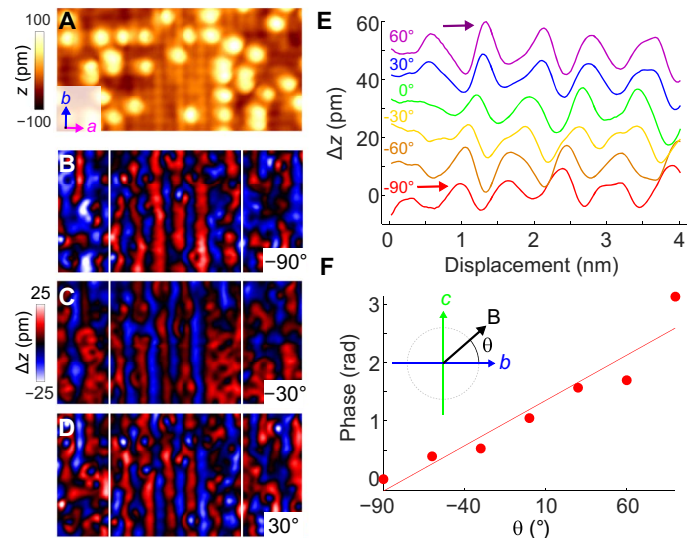 A
100
z (pm)
−100
b
a
B
−90°
C
25
Δz (pm)
−25
−30°
D
30°
E
60
40
20
0
Δz (pm)
60°
30°
0°
-30°
-60°
-90°
0 1 2 3 4
Displacement (nm)
F
3
2
1
0
Phase (rad)
c
B
θ
b
−90 −40 10 60
θ (°)